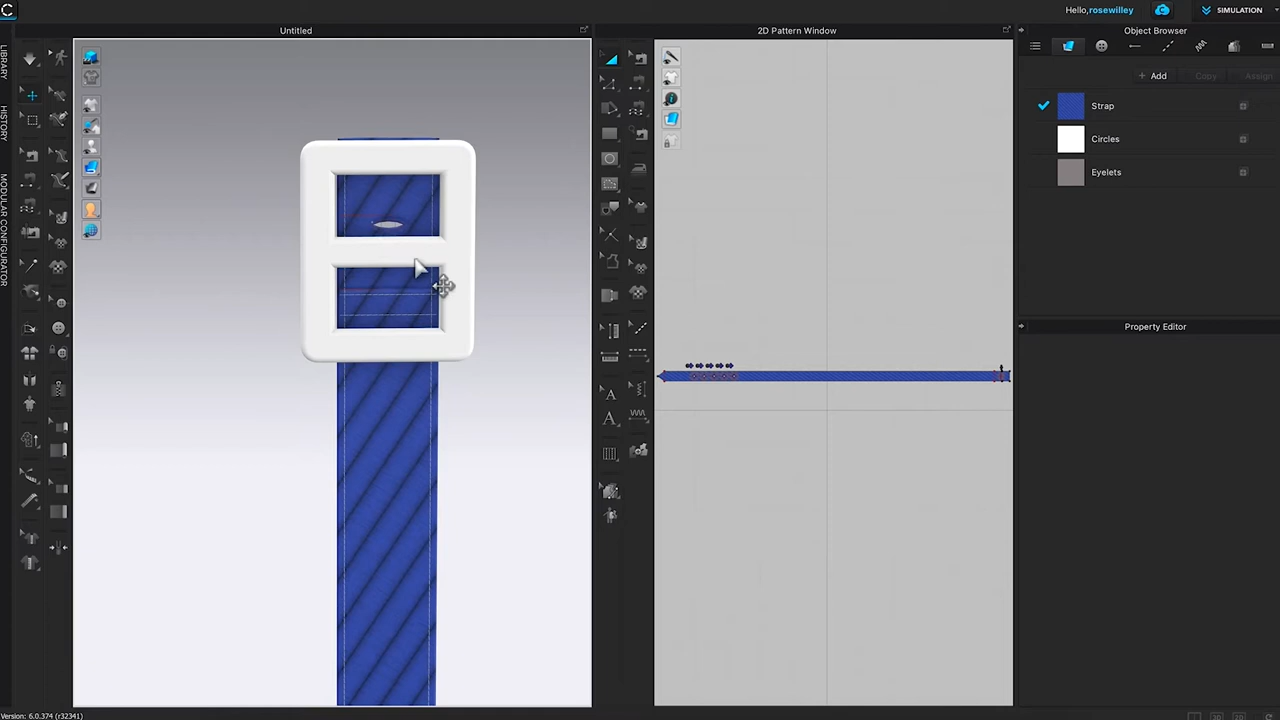 Hello,rosewilley
SIMULATION
Untitled
2D Pattern Window
Object Browser
LIBRARY
HISTORY
MODULAR CONFIGURATOR
+ Add
Copy
Assign
Strap
Circles
Eyelets
Property Editor
Version: 6.0.374 (r32341)